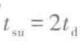 t_su = 2t_d